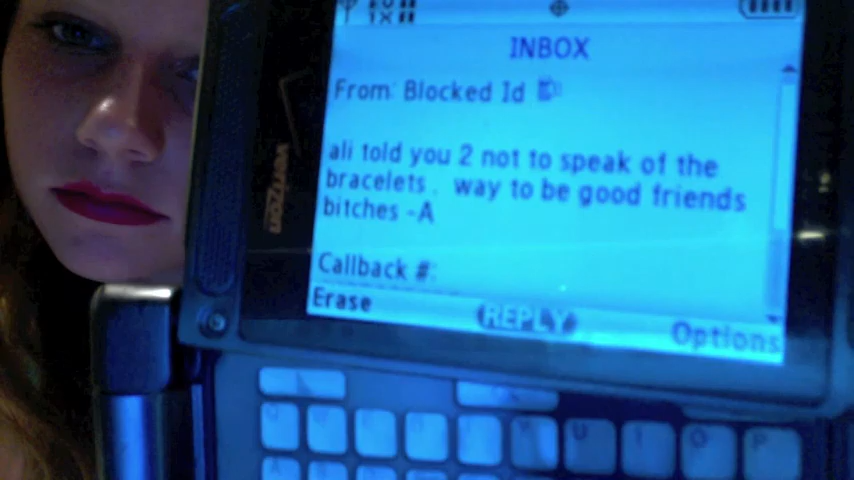 INBOX
From: Blocked Id
ali told you 2 not to speak of the
bracelets. way to be good friends
bitches -A
Callback #:
Erase REPLY Options
verizon
Q U I O P
A